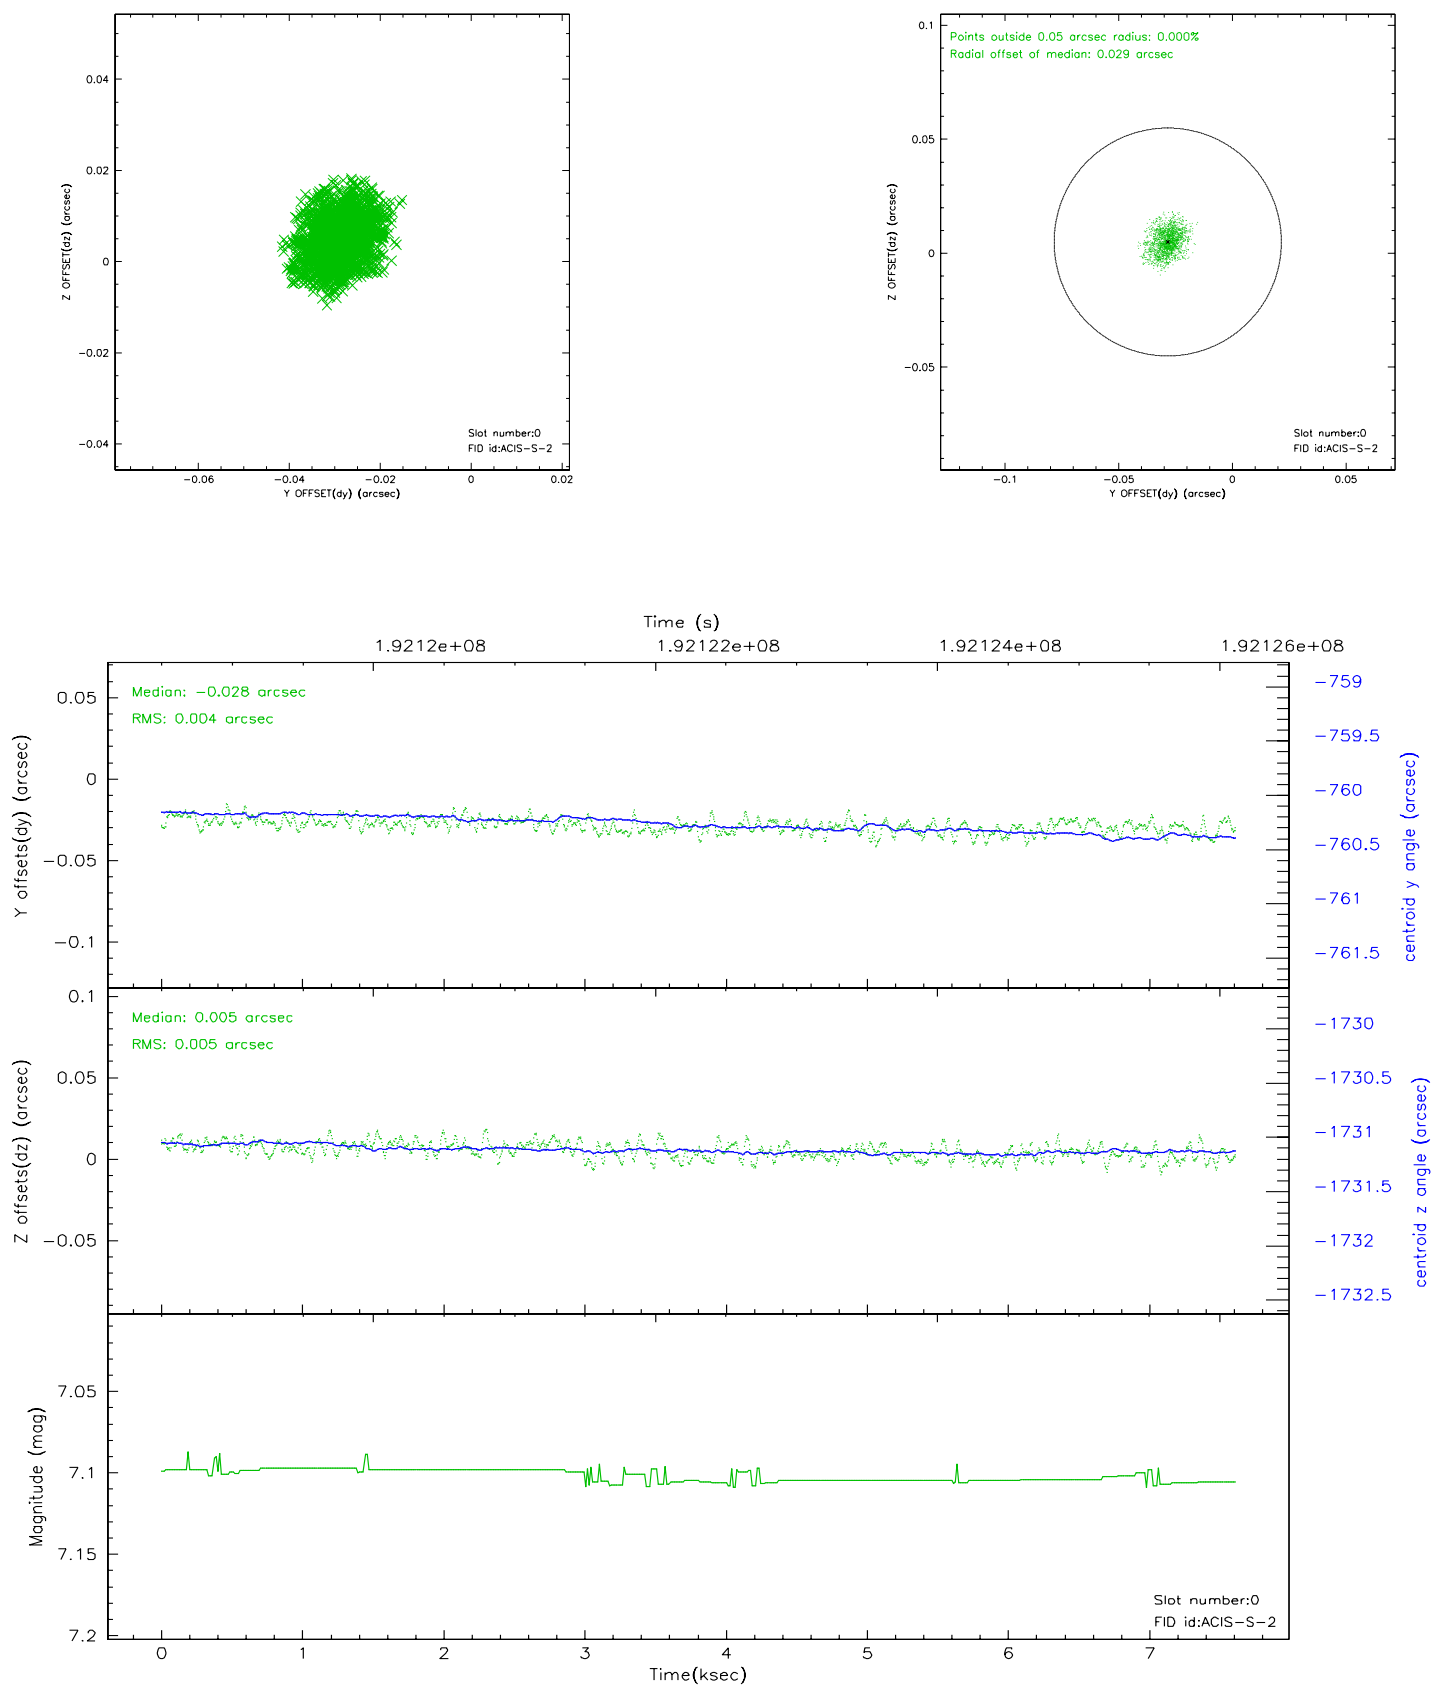 0.04
0.02
0
−0.02
−0.04
Z OFFSET(dz) (arcsec)
−0.06
−0.04
−0.02
0
0.02
Y OFFSET(dy) (arcsec)
Slot number:0
FID id:ACIS−S−2
Points outside 0.05 arcsec radius: 0.000%
Radial offset of median: 0.029 arcsec
0.1
0.05
0
−0.05
Z OFFSET(dz) (arcsec)
−0.1
−0.05
0
0.05
Y OFFSET(dy) (arcsec)
Slot number:0
FID id:ACIS−S−2
Time (s)
1.9212e+08
1.92122e+08
1.92124e+08
1.92126e+08
Median: −0.028 arcsec
RMS: 0.004 arcsec
0.05
0
−0.05
−0.1
Y offsets(dy) (arcsec)
−759
−759.5
−760
−760.5
−761
−761.5
centroid y angle (arcsec)
Median: 0.005 arcsec
RMS: 0.005 arcsec
0.1
0.05
0
−0.05
Z offsets(dz) (arcsec)
−1730
−1730.5
−1731
−1731.5
−1732
−1732.5
centroid z angle (arcsec)
7.05
7.1
7.15
7.2
Magnitude (mag)
Slot number:0
FID id:ACIS−S−2
0
1
2
3
4
5
6
7
Time(ksec)